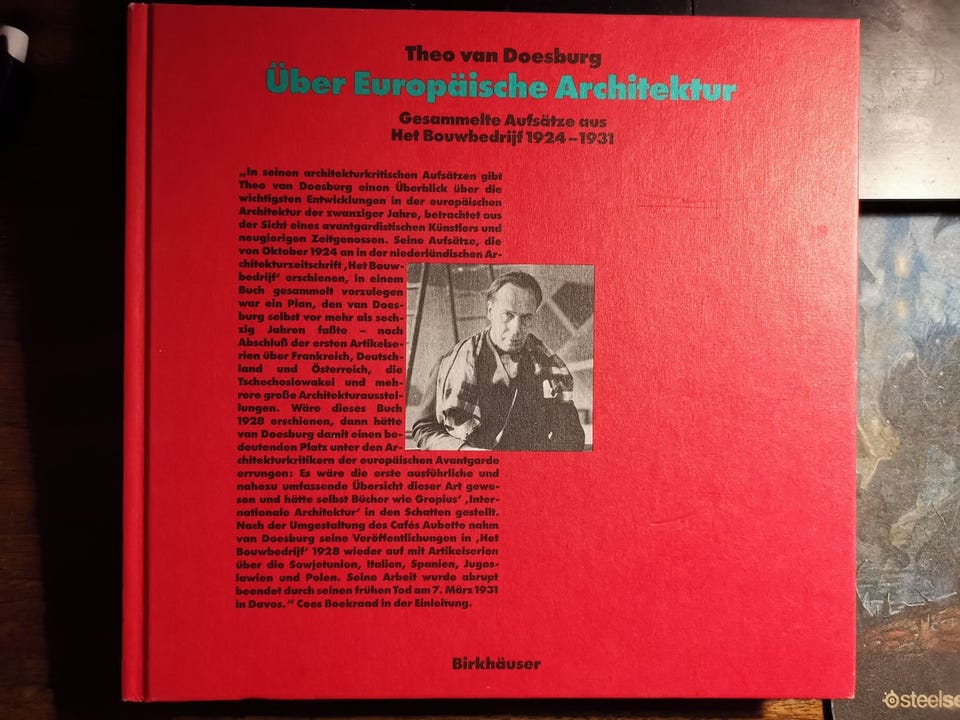 Theo van Doesburg
Über Europäische Architektur
Gesammelte Aufsätze aus
Het Bouwbedrijf 1924–1931
„In seinen architekturkritischen Aufsätzen gibt
Theo van Doesburg einen Überblick über die
wichtigsten Entwicklungen in der europäischen
Architektur der zwanziger Jahre, betrachtet aus
der Sicht eines avantgardistischen Künstlers und
neugierigen Zeitgenossen. Seine Aufsätze, die
von Oktober 1924 an in der niederländischen Ar-
chitekturzeitschrift ‚Het Bouw-
bedrijf‘ erschienen, in einem
Buch gesammelt vorzulegen
war ein Plan, den van Does-
burg selbst vor mehr als sech-
zig Jahren faßte – nach
Abschluß der ersten Artikelse-
rien über Frankreich, Deutsch-
land und Österreich, die
Tschechoslowakei und meh-
rere große Architekturausstel-
lungen. Wäre dieses Buch
1928 erschienen, dann hätte
van Doesburg damit einen be-
deutenden Platz unter den Ar-
chitekturkritikern der europäischen Avantgarde
errungen: Es wäre die erste ausführliche und
nahezu umfassende Übersicht dieser Art gewe-
sen und hätte selbst Bücher wie Gropius’ ‚Inter-
nationale Architektur‘ in den Schatten gestellt.
Nach der Umgestaltung des Cafés Aubette nahm
van Doesburg seine Veröffentlichungen in ‚Het
Bouwbedrijf‘ 1928 wieder auf mit Artikelserien
über die Sowjetunion, Italien, Spanien, Jugos-
lawien und Polen. Seine Arbeit wurde abrupt
beendet durch seinen frühen Tod am 7. März 1931
in Davos.“ Cees Boekraad in der Einleitung.
Birkhäuser
steelse